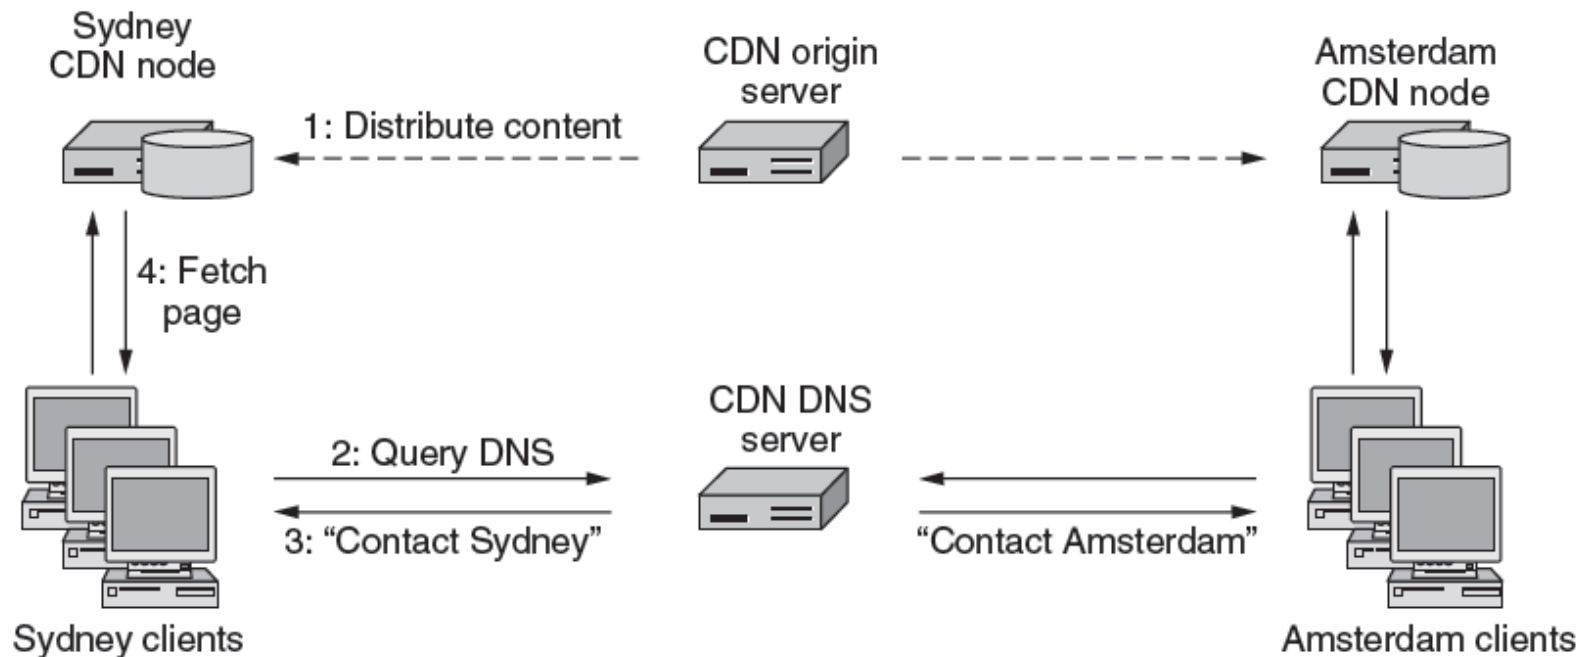 Sydney
CDN node
CDN origin
server
Amsterdam
CDN node
1: Distribute content
4: Fetch
page
CDN DNS
server
2: Query DNS
3: “Contact Sydney”
“Contact Amsterdam”
Sydney clients
Amsterdam clients